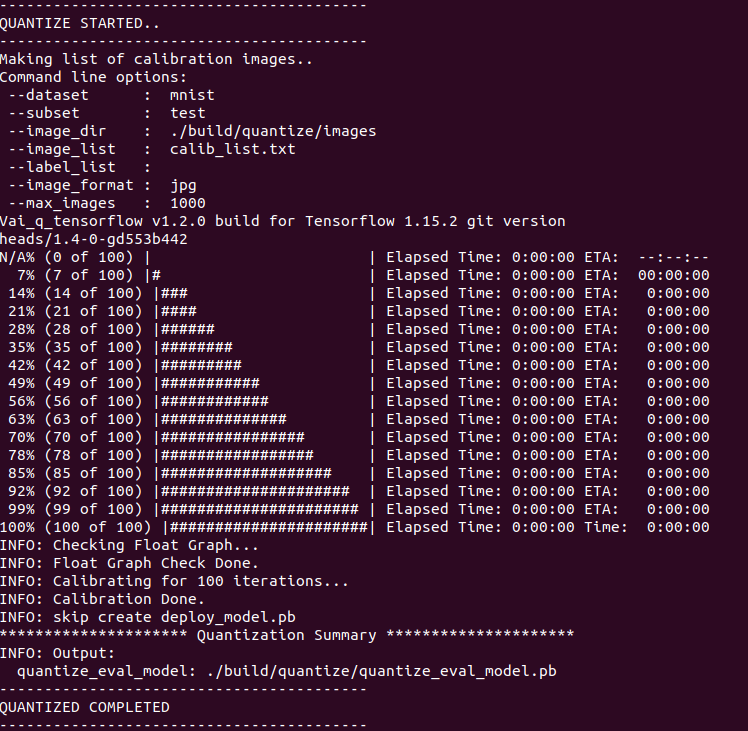 -----------------------------------------
QUANTIZE STARTED..
-----------------------------------------
Making list of calibration images..
Command line options:
 --dataset      :  mnist
 --subset       :  test
 --image_dir    :  ./build/quantize/images
 --image_list   :  calib_list.txt
 --label_list   :
 --image_format :  jpg
 --max_images   :  1000
Vai_q_tensorflow v1.2.0 build for Tensorflow 1.15.2 git version
heads/1.4-0-gd553b442
N/A% (0 of 100) |                        | Elapsed Time: 0:00:00 ETA:  --:--:--
  7% (7 of 100) |#                       | Elapsed Time: 0:00:00 ETA:  00:00:00
 14% (14 of 100) |###                    | Elapsed Time: 0:00:00 ETA:   0:00:00
 21% (21 of 100) |####                   | Elapsed Time: 0:00:00 ETA:   0:00:00
 28% (28 of 100) |######                 | Elapsed Time: 0:00:00 ETA:   0:00:00
 35% (35 of 100) |########               | Elapsed Time: 0:00:00 ETA:   0:00:00
 42% (42 of 100) |#########              | Elapsed Time: 0:00:00 ETA:   0:00:00
 49% (49 of 100) |###########            | Elapsed Time: 0:00:00 ETA:   0:00:00
 56% (56 of 100) |############           | Elapsed Time: 0:00:00 ETA:   0:00:00
 63% (63 of 100) |##############         | Elapsed Time: 0:00:00 ETA:   0:00:00
 70% (70 of 100) |################       | Elapsed Time: 0:00:00 ETA:   0:00:00
 78% (78 of 100) |#################      | Elapsed Time: 0:00:00 ETA:   0:00:00
 85% (85 of 100) |###################    | Elapsed Time: 0:00:00 ETA:   0:00:00
 92% (92 of 100) |#####################  | Elapsed Time: 0:00:00 ETA:   0:00:00
 99% (99 of 100) |###################### | Elapsed Time: 0:00:00 ETA:   0:00:00
100% (100 of 100) |######################| Elapsed Time: 0:00:00 Time:  0:00:00
INFO: Checking Float Graph...
INFO: Float Graph Check Done.
INFO: Calibrating for 100 iterations...
INFO: Calibration Done.
INFO: skip create deploy_model.pb
********************* Quantization Summary *********************
INFO: Output:
  quantize_eval_model: ./build/quantize/quantize_eval_model.pb
-----------------------------------------
QUANTIZED COMPLETED
-----------------------------------------